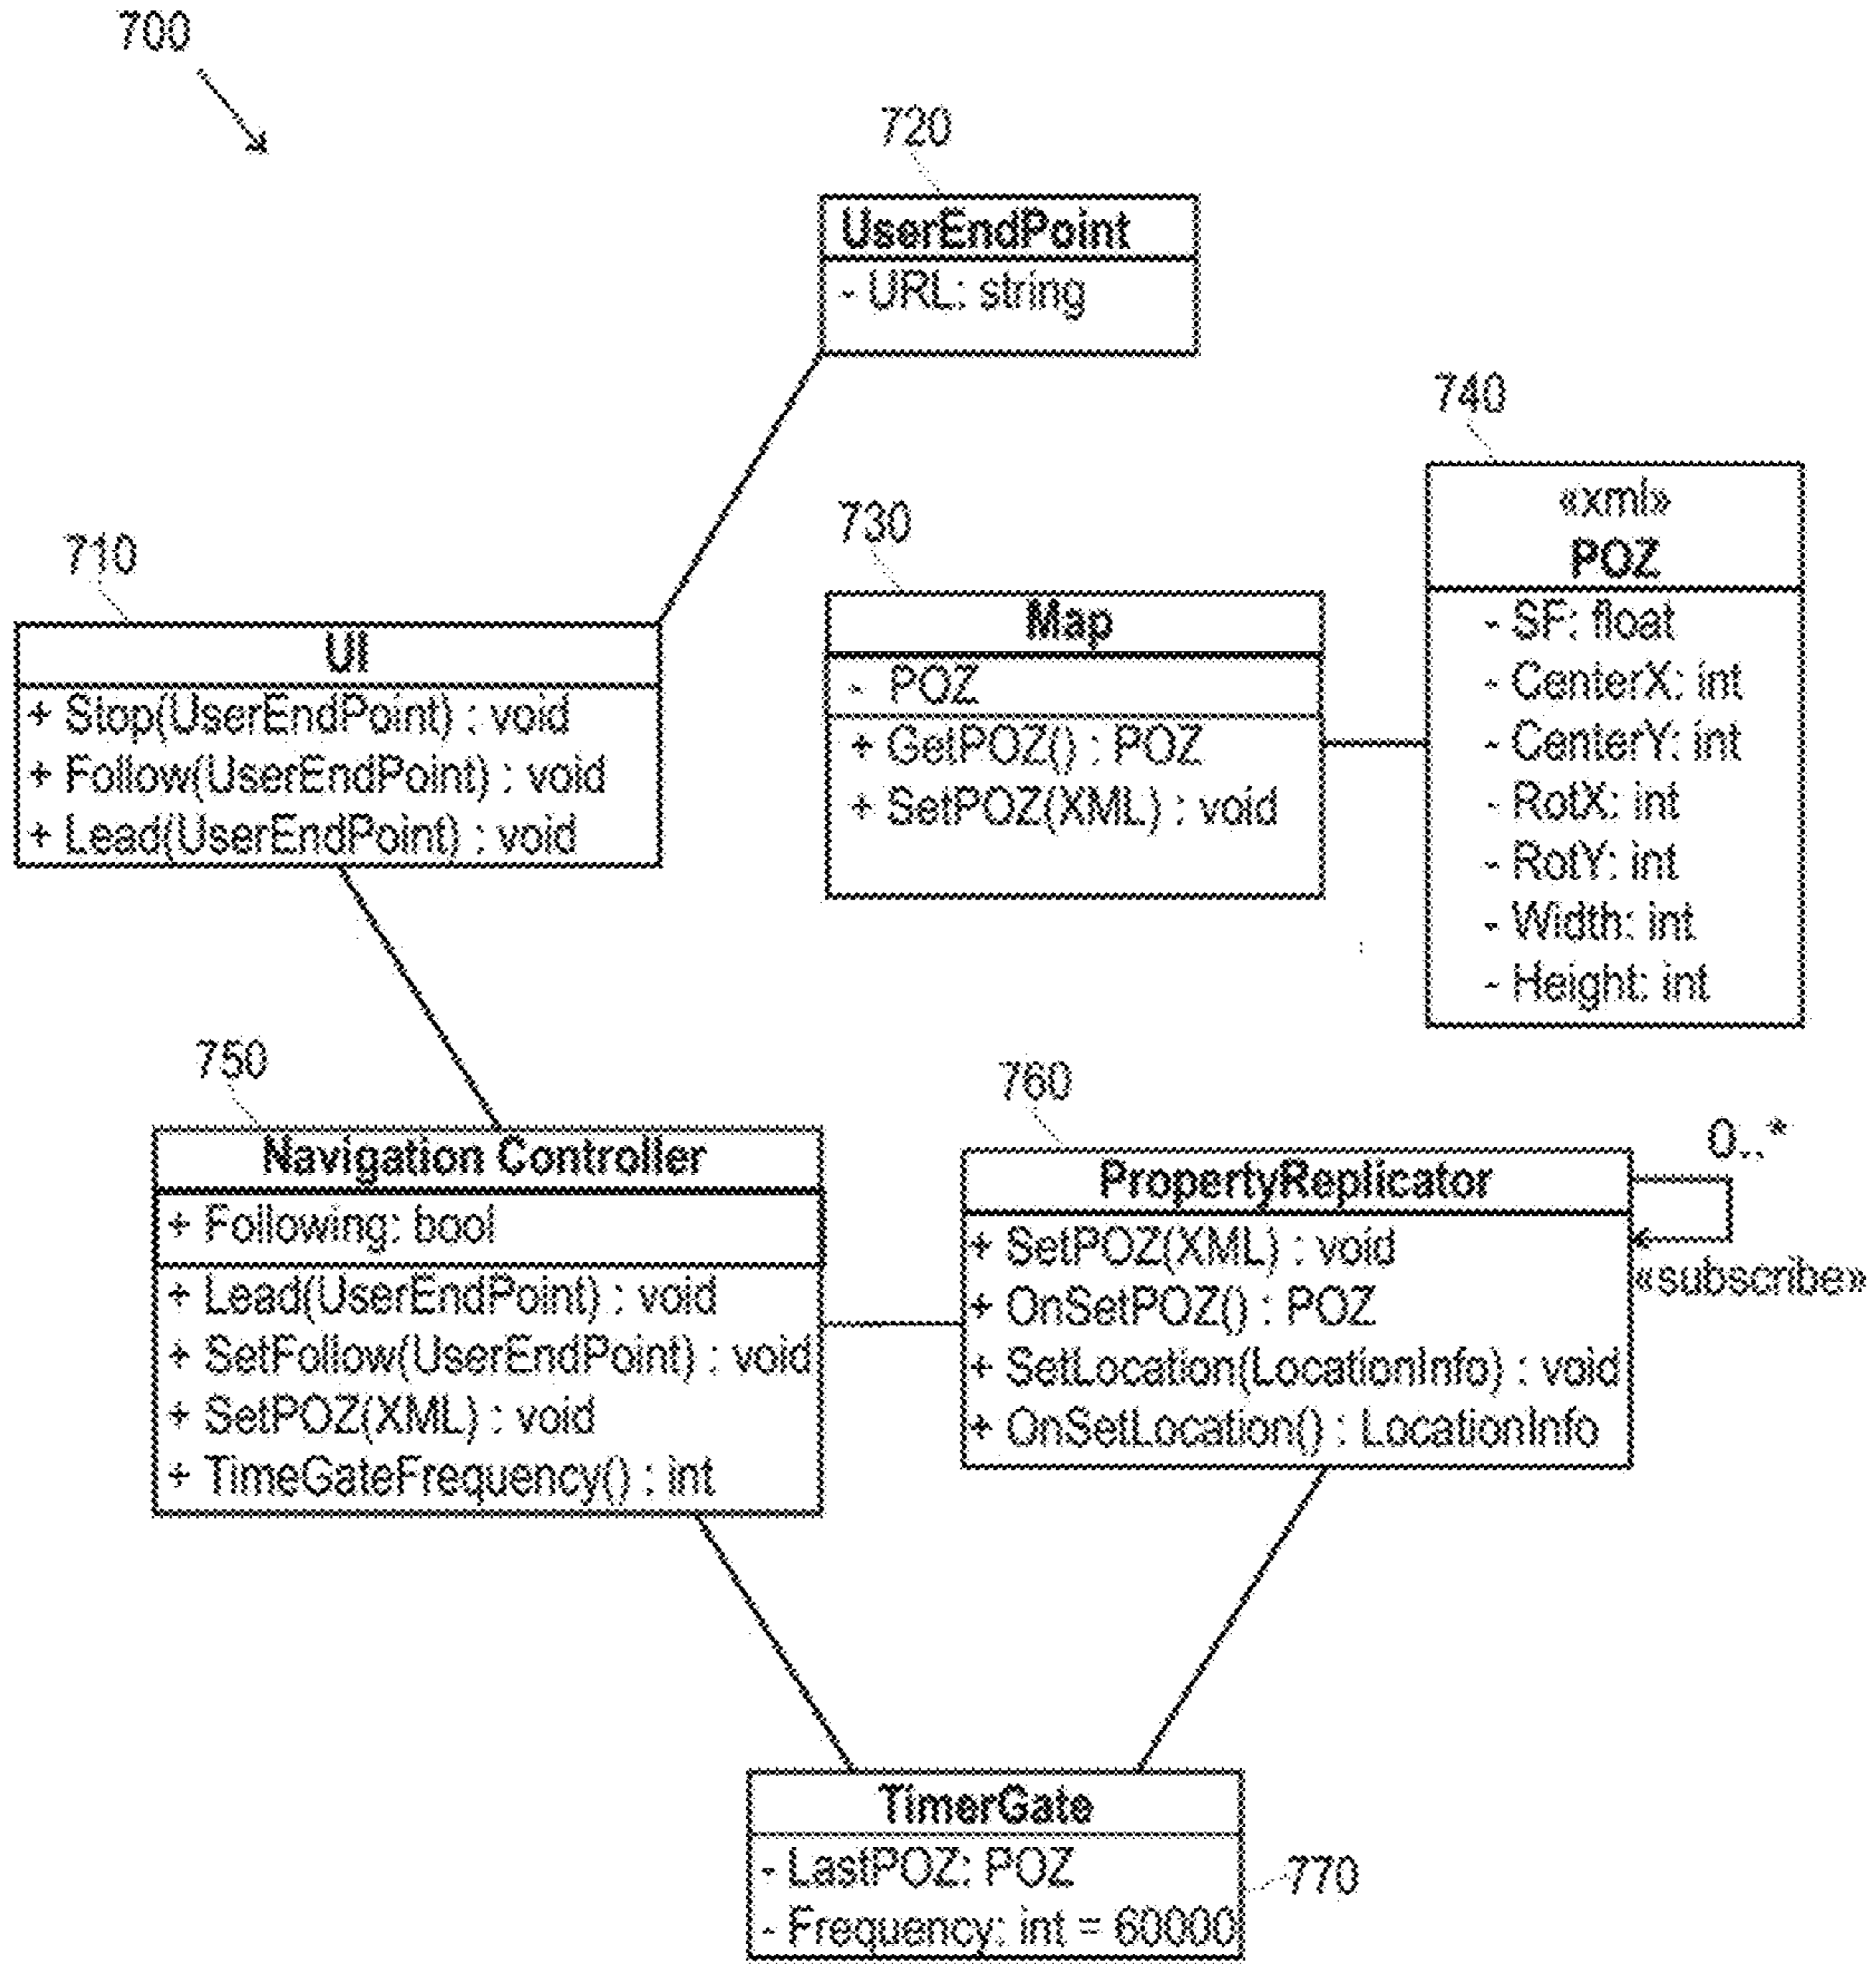 700
720
UserEndPoint
- URL: string
740
«xml»
POZ
- SF: float
- CenterX: int
- CenterY: int
- RotX: int
- RotY: int
- Width: int
- Height: int
730
Map
- POZ
+ GetPOZ() : POZ
+ SetPOZ(XML) : void
710
UI
+ Stop(UserEndPoint) : void
+ Follow(UserEndPoint) : void
+ Lead(UserEndPoint) : void
750
Navigation Controller
+ Following: bool
+ Lead(UserEndPoint) : void
+ SetFollow(UserEndPoint) : void
+ SetPOZ(XML) : void
+ TimeGateFrequency() : int
760
PropertyReplicator
+ SetPOZ(XML) : void
+ OnSetPOZ() : POZ
+ SetLocation(LocationInfo) : void
+ OnSetLocation() : LocationInfo
0..*
«subscribe»
TimerGate
- LastPOZ: POZ
- Frequency: int = 60000
770